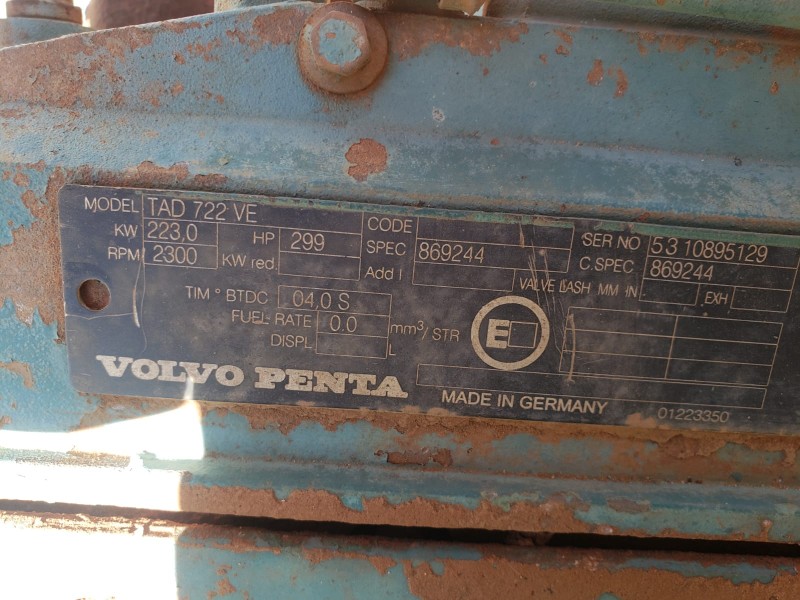 MODEL TAD 722 VE
KW 223,0 HP 299
RPM 2300 KW red.
CODE
SPEC 869244
Add I
SER NO 5310895129
C.SPEC 869244
VALVE LASH MM IN EXH
TIM ° BTDC 04,0 S
FUEL RATE 0.0 mm³/STR
DISPL L
E
VOLVO PENTA
MADE IN GERMANY 01223350